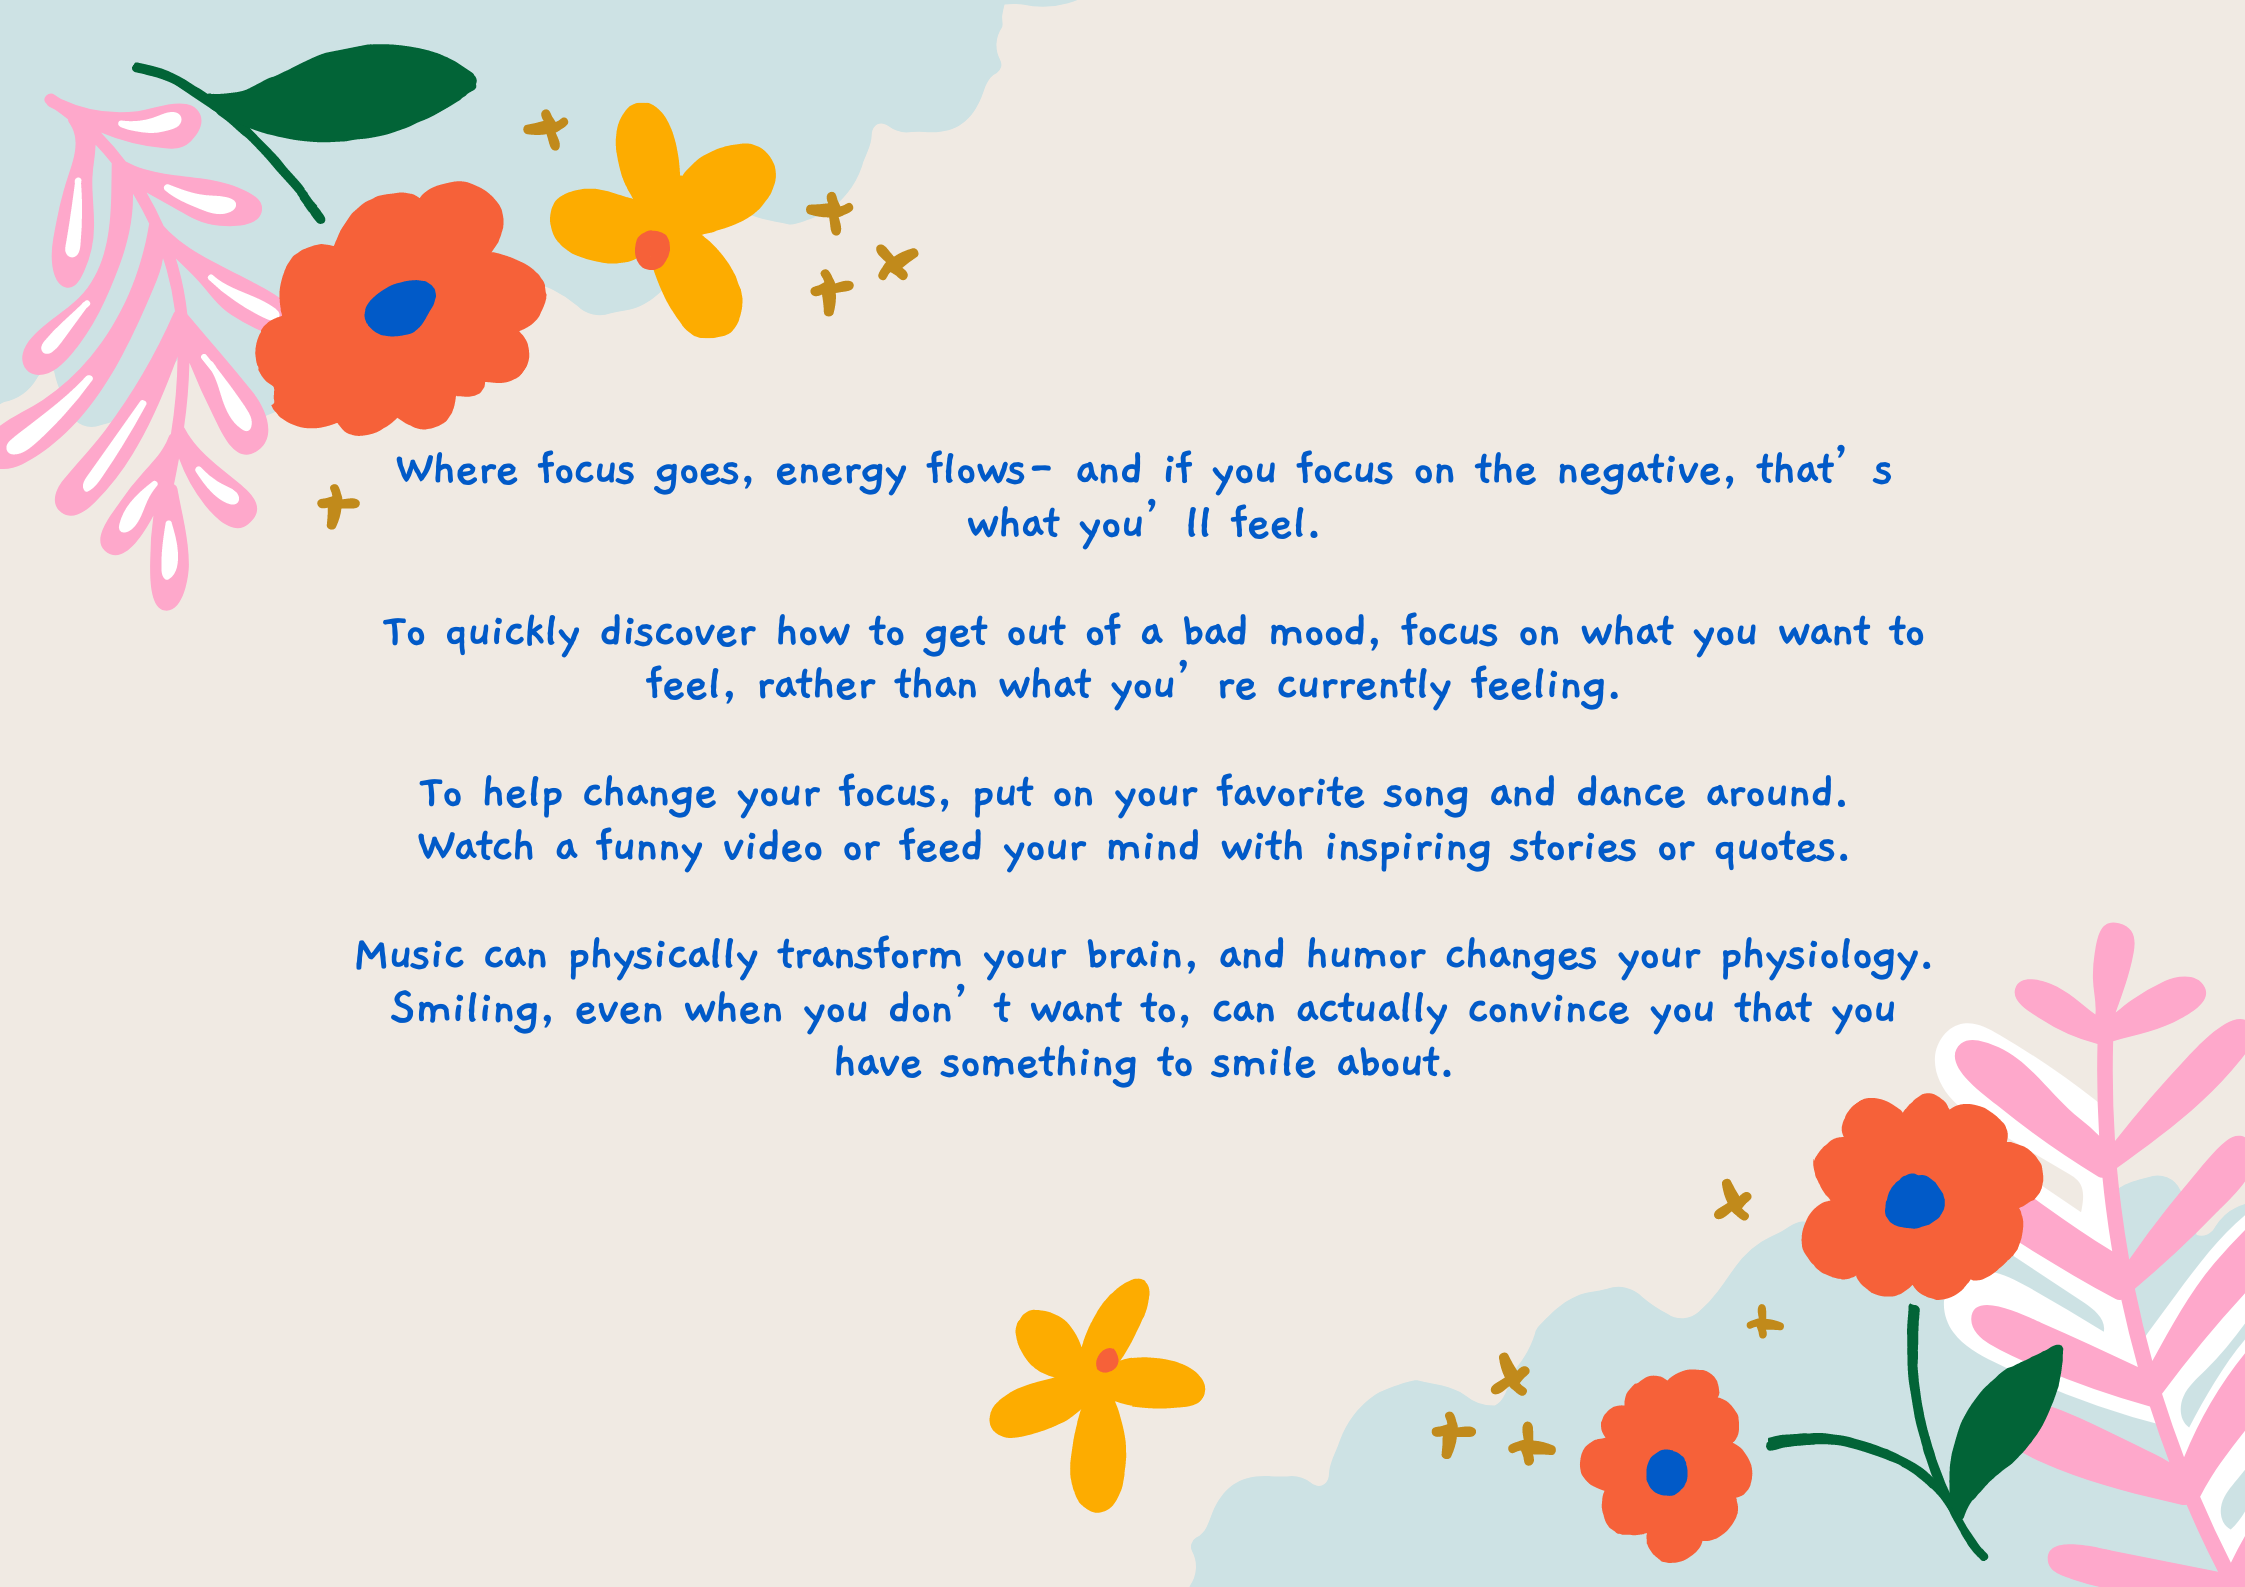 Where focus goes, energy flows- and if you focus on the negative, that’ s
what you’ ll feel.
To quickly discover how to get out of a bad mood, focus on what you want to
feel, rather than what you’ re currently feeling.
To help change your focus, put on your favorite song and dance around.
Watch a funny video or feed your mind with inspiring stories or quotes.
Music can physically transform your brain, and humor changes your physiology.
Smiling, even when you don’ t want to, can actually convince you that you
have something to smile about.